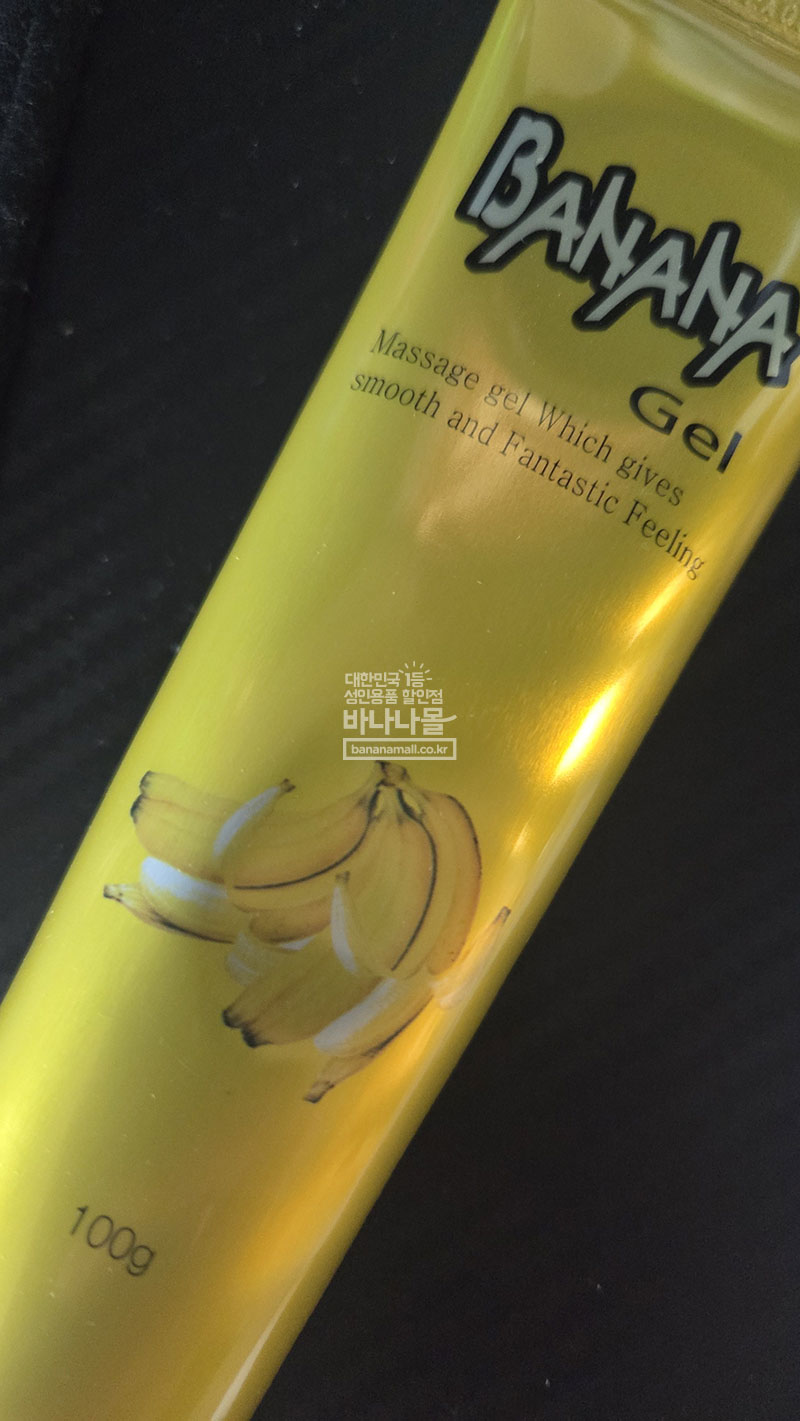 BANANA
Gel
Massage gel Which gives
smooth and Fantastic Feeling
대한민국 1등
성인용품 할인점
바나나몰
bananamall.co.kr
100g